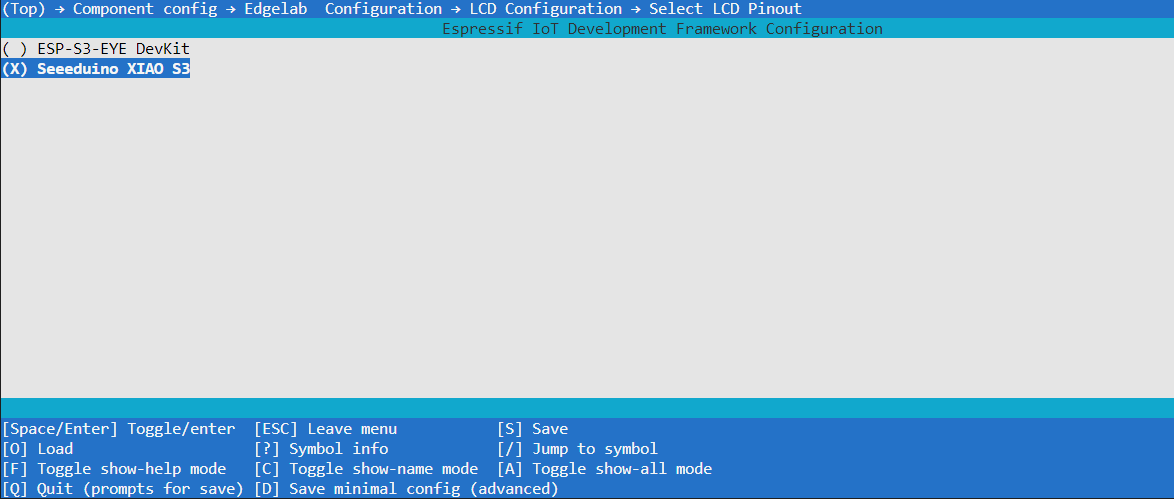 (Top) → Component config → Edgelab  Configuration → LCD Configuration → Select LCD Pinout
Espressif IoT Development Framework Configuration
( ) ESP-S3-EYE DevKit
(X) Seeeduino XIAO S3
[Space/Enter] Toggle/enter  [ESC] Leave menu           [S] Save
[O] Load                    [?] Symbol info            [/] Jump to symbol
[F] Toggle show-help mode   [C] Toggle show-name mode  [A] Toggle show-all mode
[Q] Quit (prompts for save) [D] Save minimal config (advanced)